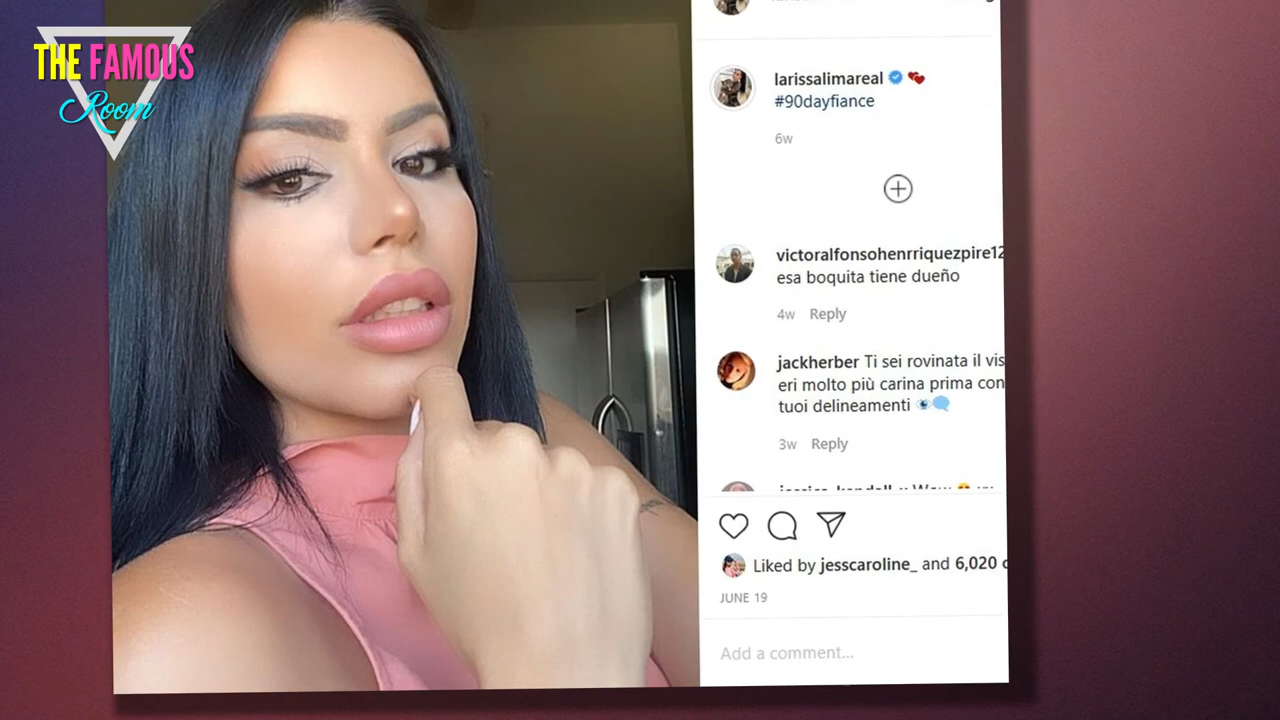 THE FAMOUS
Room
larissalimareal
#90dayfiance
6w
victoralfonsohenrriquezpire12
esa boquita tiene dueño
4w Reply
jackherber Ti sei rovinata il vis
eri molto più carina prima con
tuoi delineamenti
3w Reply
Liked by jesscaroline_ and 6,020
JUNE 19
Add a comment...